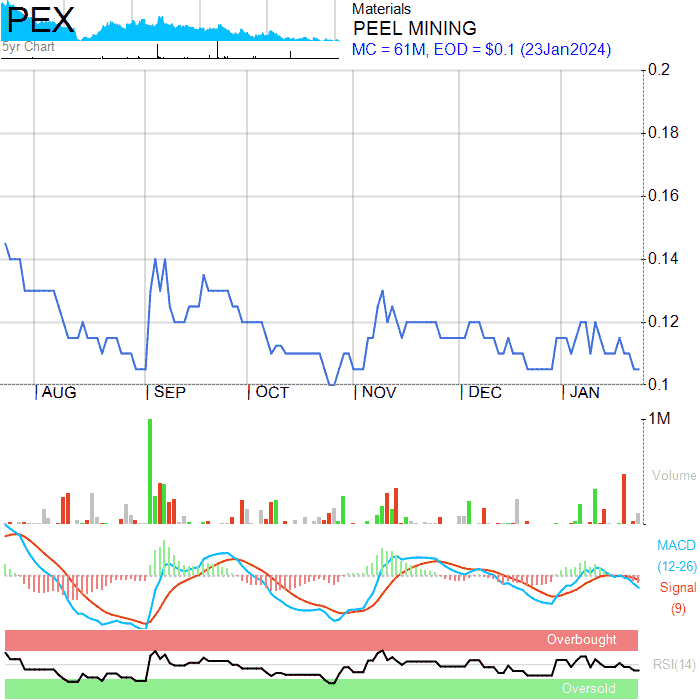 PEX
5yr Chart
Materials
PEEL MINING
MC = 61M, EOD = $0.1 (23Jan2024)
0.2
0.18
0.16
0.14
0.12
0.1
AUG SEP OCT NOV DEC JAN
1M
Volume
MACD
(12-26)
Signal
(9)
Overbought
RSI(14)
Oversold